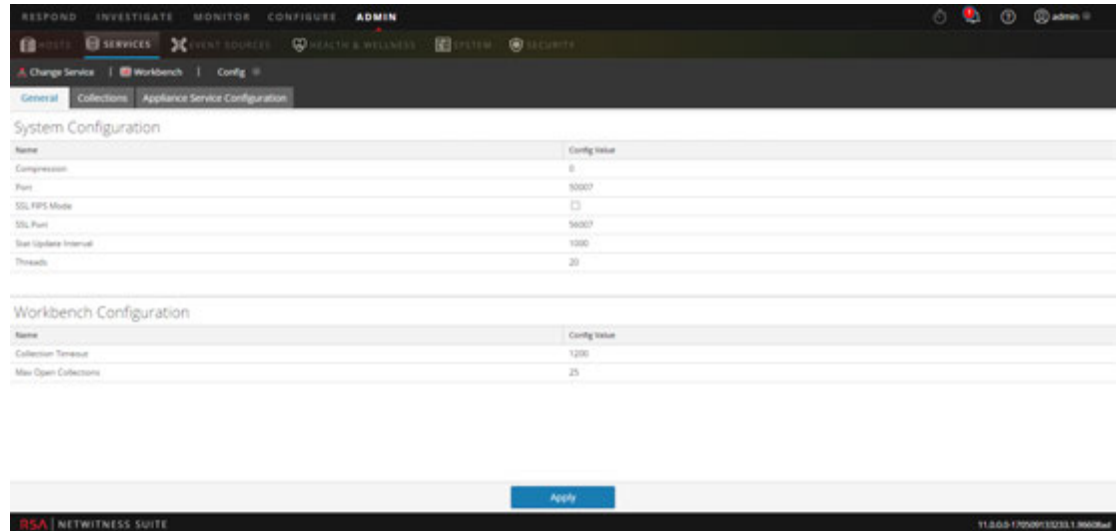 RESPOND INVESTIGATE MONITOR CONFIGURE ADMIN
admin
HOSTS SERVICES EVENT SOURCES HEALTH & WELLNESS SYSTEM SECURITY
Change Service | Workbench | Config
General Collections Appliance Service Configuration
System Configuration
Name Config Value
Compression 0
Port 50007
SSL FIPS Mode
SSL Port 56007
Stat Update Interval 1000
Threads 20
Workbench Configuration
Name Config Value
Collection Timeout 1200
Max Open Collections 25
Apply
RSA NETWITNESS SUITE